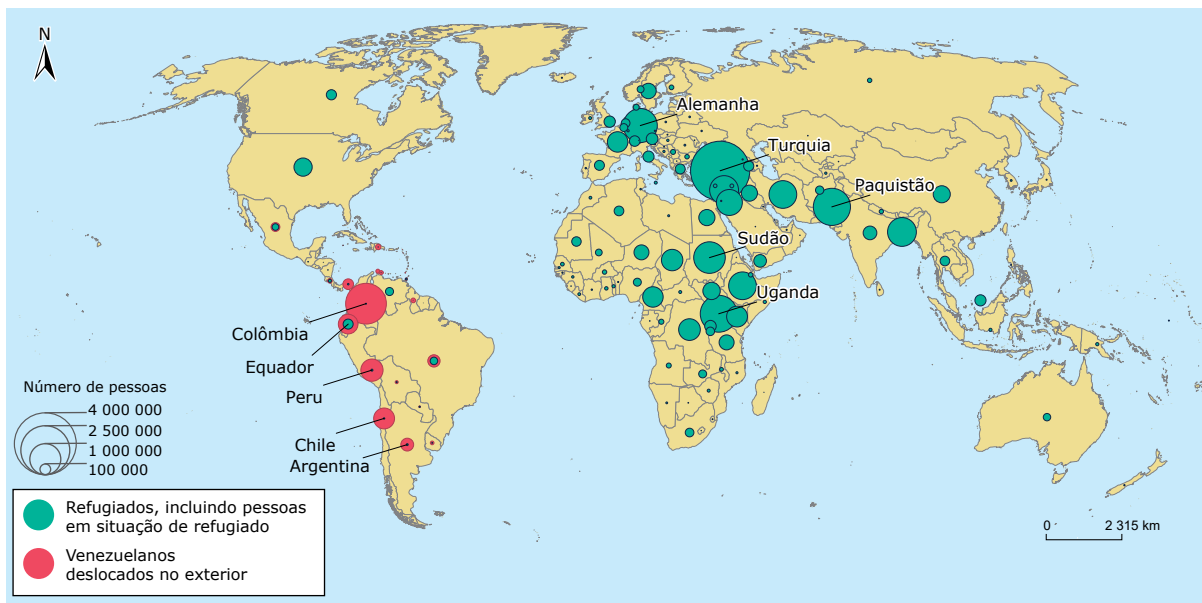 N
Alemanha
Turquia
Paquistão
Sudão
Uganda
Colômbia
Equador
Peru
Chile
Argentina
Número de pessoas
4 000 000
2 500 000
1 000 000
100 000
Refugiados, incluindo pessoas
em situação de refugiado
Venezuelanos
deslocados no exterior
0 2 315 km